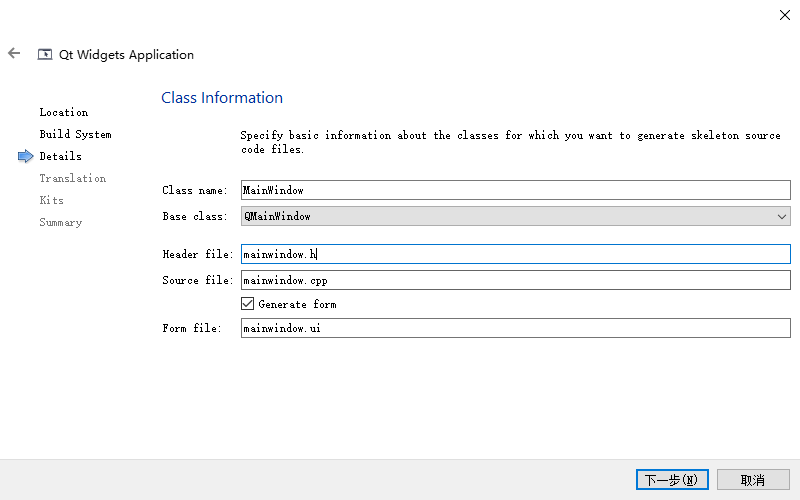 Qt Widgets Application
Class Information
Location
Build System
Details
Translation
Kits
Summary
Specify basic information about the classes for which you want to generate skeleton source
code files.
Class name: MainWindow
Base class: QMainWindow
Header file: mainwindow.h
Source file: mainwindow.cpp
Generate form
Form file: mainwindow.ui
下一步(N) 取消